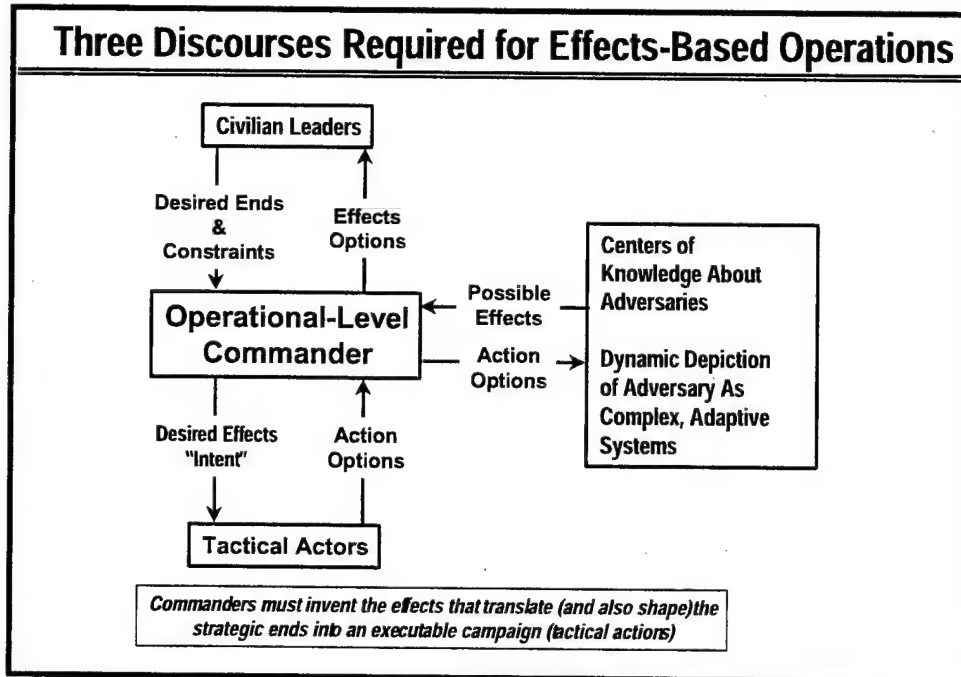 Three Discourses Required for Effects-Based Operations
Civilian Leaders
Desired Ends
&
Constraints
Effects
Options
Operational-Level
Commander
Possible
Effects
Action
Options
Centers of
Knowledge About
Adversaries
Dynamic Depiction
of Adversary As
Complex, Adaptive
Systems
Desired Effects
"Intent"
Action
Options
Tactical Actors
Commanders must invent the effects that translate (and also shape)the
strategic ends into an executable campaign (tactical actions)